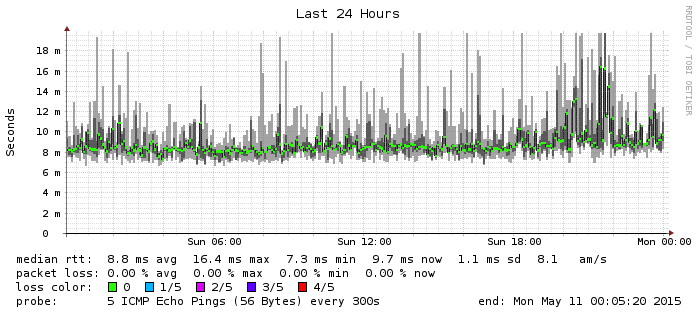 Last 24 Hours
RRDTOOL / TOBI OETIKER
Seconds
18 m
16 m
14 m
12 m
10 m
8 m
6 m
4 m
2 m
0
Sun 06:00 Sun 12:00 Sun 18:00 Mon 00:00
median rtt: 8.8 ms avg 16.4 ms max 7.3 ms min 9.7 ms now 1.1 ms sd 8.1 am/s
packet loss: 0.00 % avg 0.00 % max 0.00 % min 0.00 % now
loss color: 0 1/5 2/5 3/5 4/5
probe: 5 ICMP Echo Pings (56 Bytes) every 300s end: Mon May 11 00:05:20 2015